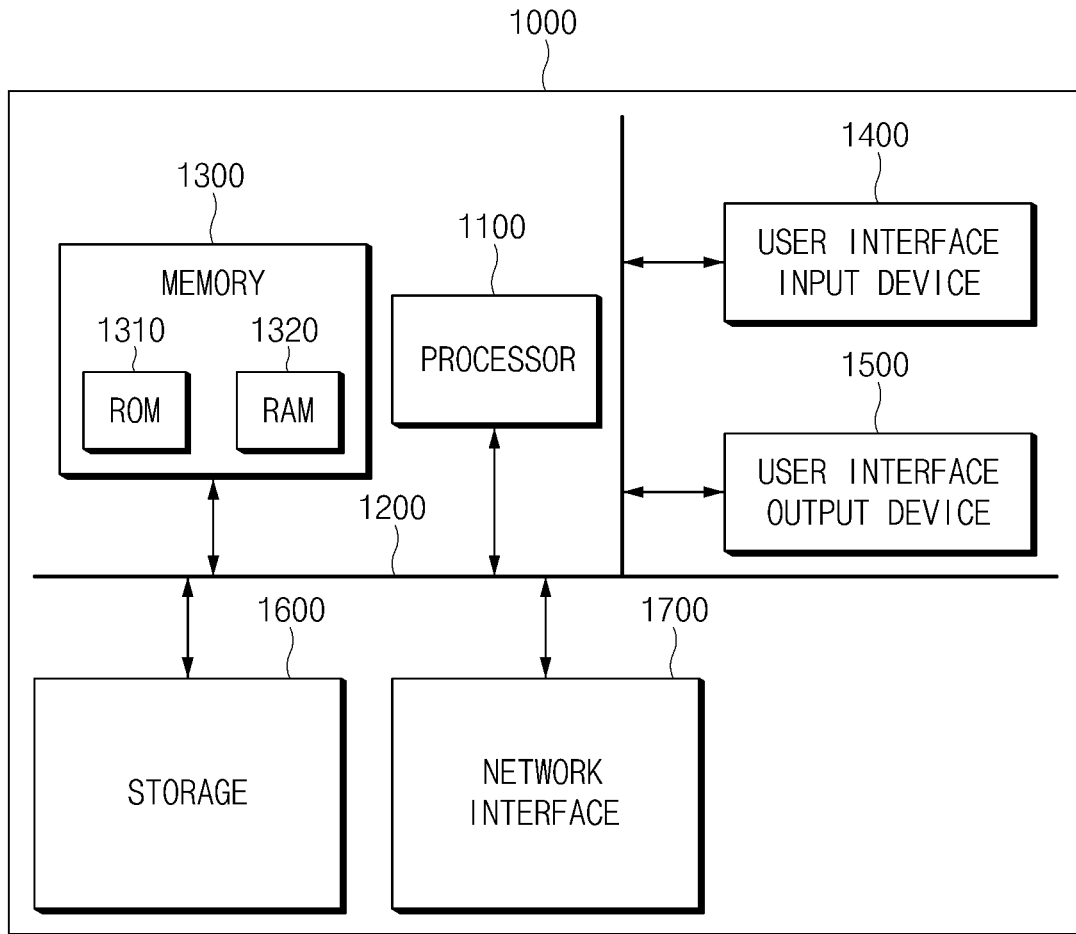 1000
1300
MEMORY
1310
1320
ROM
RAM
1100
PROCESSOR
1400
USER INTERFACE
INPUT DEVICE
1500
USER INTERFACE
OUTPUT DEVICE
1200
1600
STORAGE
1700
NETWORK
INTERFACE